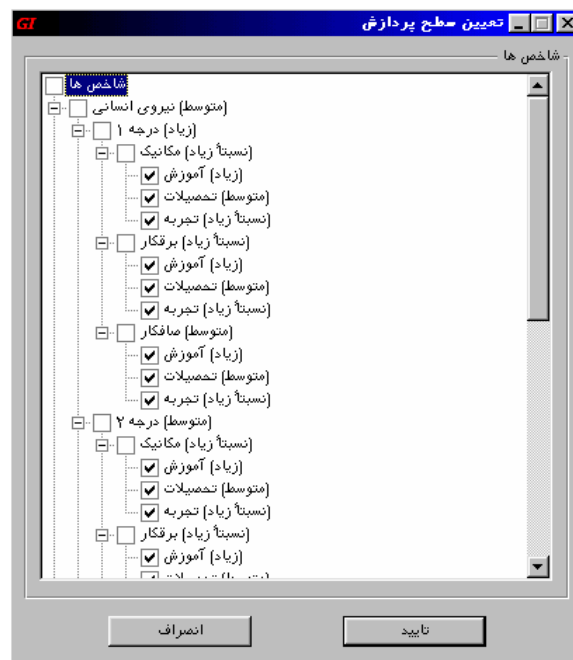 تعیین سطح پردازش GI
شاخص ها
شاخص ها
(متوسط) نیروی انسانی
(زیاد) درجه ۱
(نسبتاً زیاد) مکانیک
(زیاد) آموزش
(متوسط) تحصیلات
(نسبتاً زیاد) تجربه
(نسبتاً زیاد) برقکار
(زیاد) آموزش
(متوسط) تحصیلات
(نسبتاً زیاد) تجربه
(متوسط) صافکار
(زیاد) آموزش
(متوسط) تحصیلات
(نسبتاً زیاد) تجربه
(متوسط) درجه ۲
(نسبتاً زیاد) مکانیک
(زیاد) آموزش
(متوسط) تحصیلات
(نسبتاً زیاد) تجربه
(نسبتاً زیاد) برقکار
(زیاد) آموزش
تایید انصراف